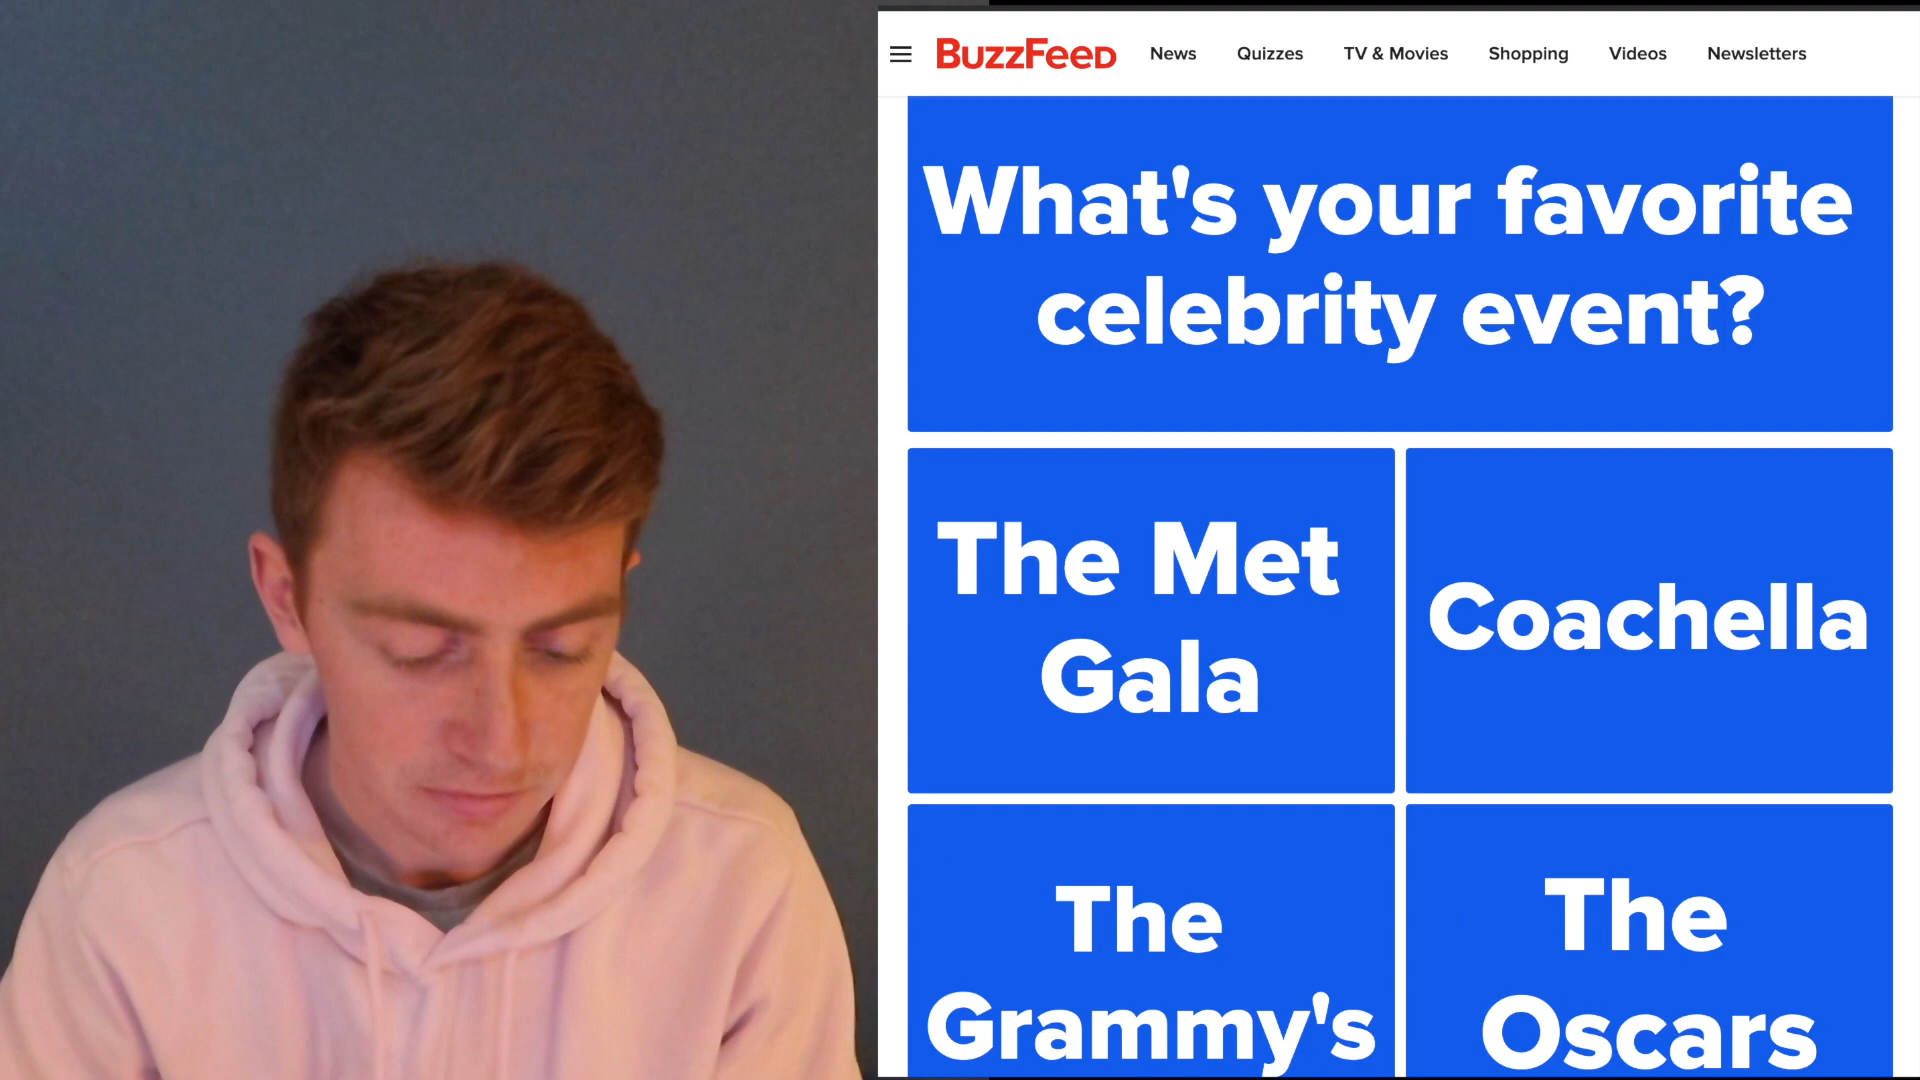 BuzzFeed News Quizzes TV & Movies Shopping Videos Newsletters
What's your favorite
celebrity event?
The Met
Gala
Coachella
The
Grammy's
The
Oscars